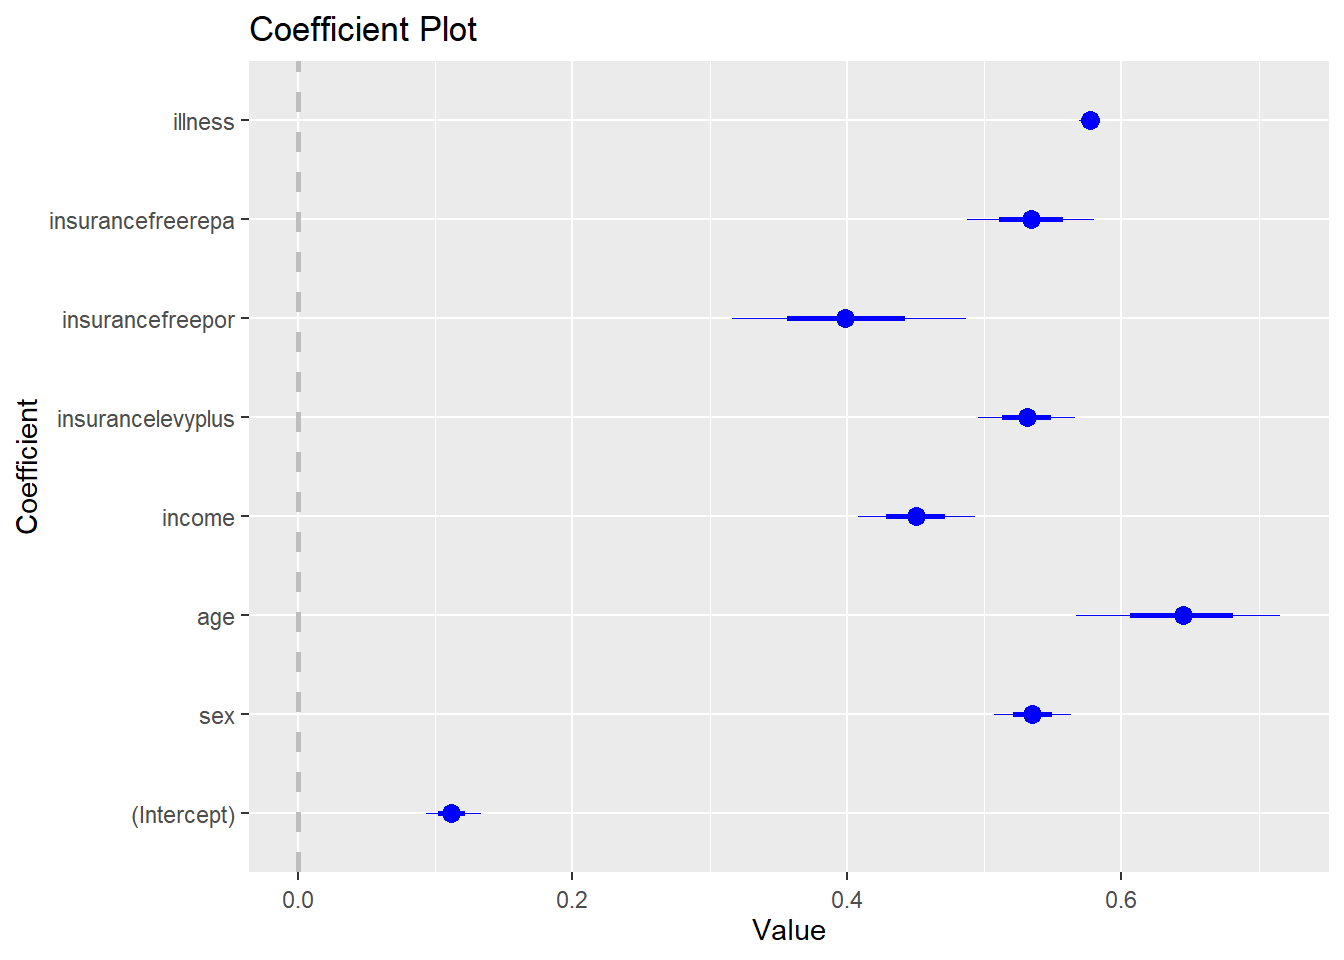 Coefficient Plot
illness
insurancefreerepa
insurancefreepor
insurancelevyplus
income
age
sex
(Intercept)
Coefficient
0.0 0.2 0.4 0.6
Value